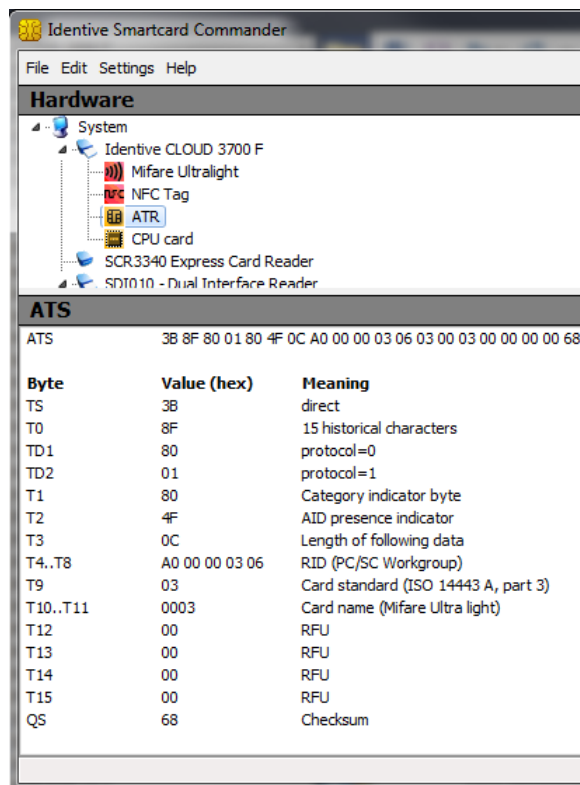 Identive Smartcard Commander
File Edit Settings Help
Hardware
System
Identive CLOUD 3700 F
Mifare Ultralight
NFC Tag
ATR
CPU card
SCR3340 Express Card Reader
SDI010 - Dual Interface Reader
ATS
ATS 3B 8F 80 01 80 4F 0C A0 00 00 03 06 03 00 03 00 00 00 00 68
Byte Value (hex) Meaning
TS 3B direct
T0 8F 15 historical characters
TD1 80 protocol=0
TD2 01 protocol=1
T1 80 Category indicator byte
T2 4F AID presence indicator
T3 0C Length of following data
T4..T8 A0 00 00 03 06 RID (PC/SC Workgroup)
T9 03 Card standard (ISO 14443 A, part 3)
T10..T11 0003 Card name (Mifare Ultra light)
T12 00 RFU
T13 00 RFU
T14 00 RFU
T15 00 RFU
QS 68 Checksum